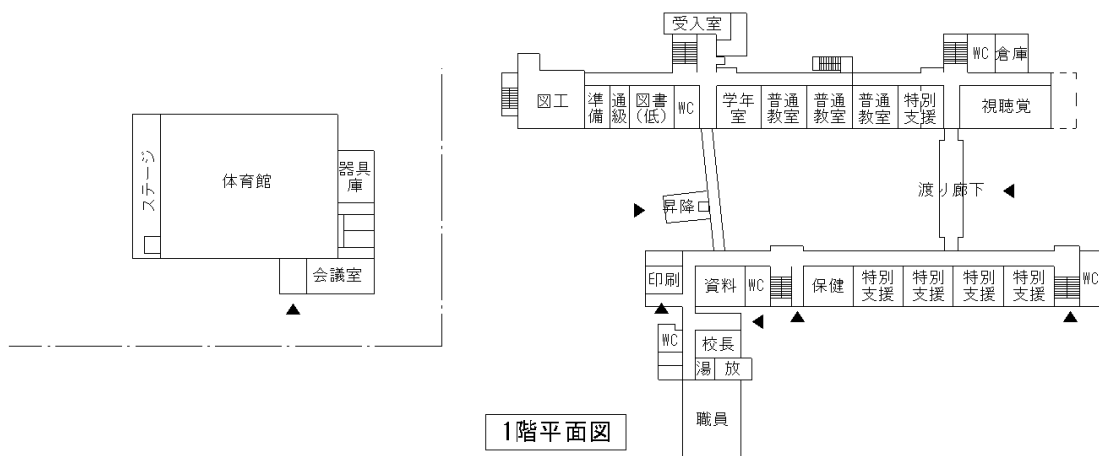 受入室
WC
倉庫
図工
準備
通級
図書
(低)
WC
学年室
普通教室
普通教室
普通教室
特別支援
視聴覚
ステージ
体育館
器具庫
会議室
昇降口
渡り廊下
印刷
資料
WC
保健
特別支援
特別支援
特別支援
特別支援
WC
WC
校長
湯
放
職員
1階平面図